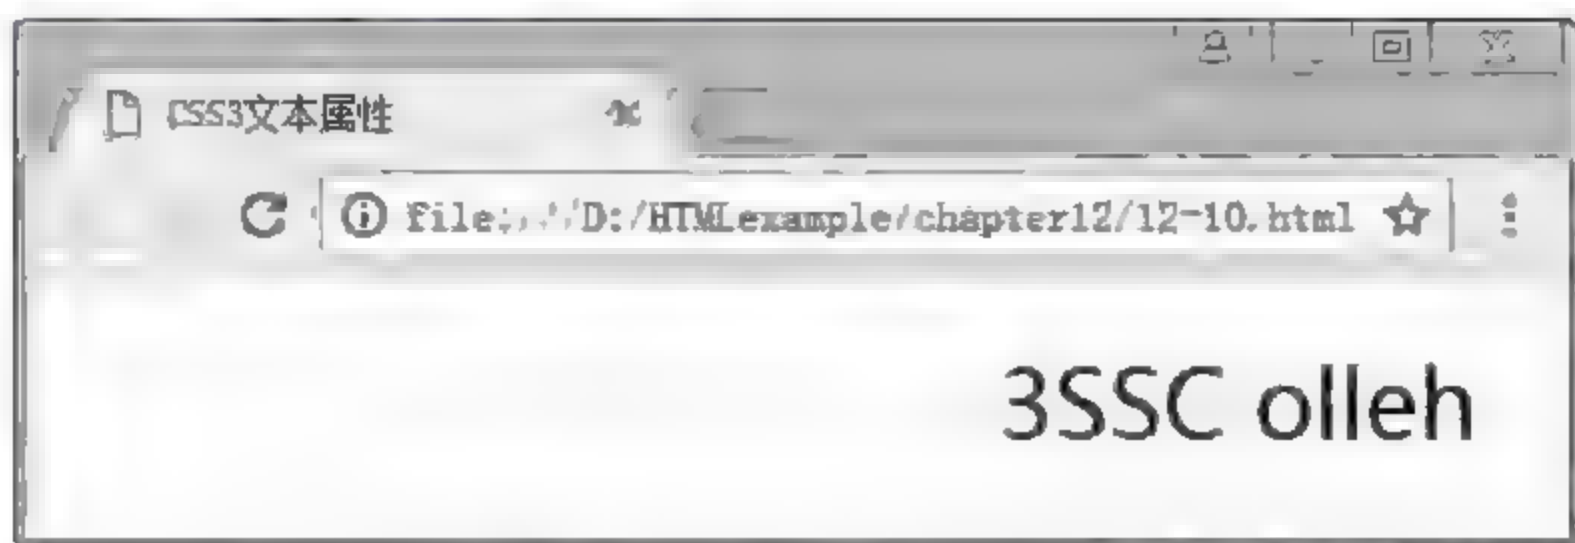 CSS3文本属性
file:///D:/HTMLexample/chapter12/12-10.html
3SSC olleh